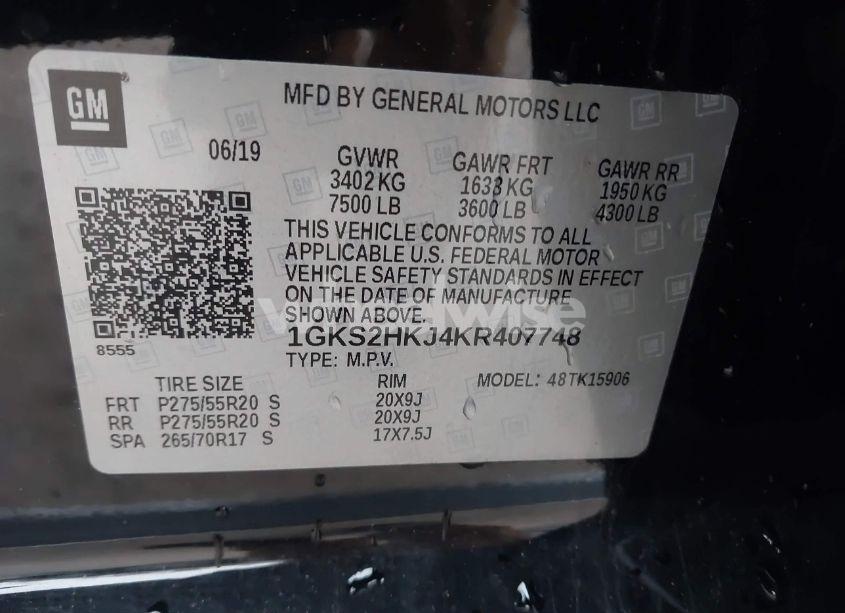 GM
MFD BY GENERAL MOTORS LLC
06/19
GVWR GAWR FRT GAWR RR
3402 KG 1633 KG 1950 KG
7500 LB 3600 LB 4300 LB
THIS VEHICLE CONFORMS TO ALL
APPLICABLE U.S. FEDERAL MOTOR
VEHICLE SAFETY STANDARDS IN EFFECT
ON THE DATE OF MANUFACTURE
SHOWN ABOVE.
8555
1GKS2HKJ4KR407748
TYPE: M.P.V.
MODEL: 48TK15906
TIRE SIZE RIM
FRT P275/55R20 S 20X9J
RR P275/55R20 S 20X9J
SPA 265/70R17 S 17X7.5J